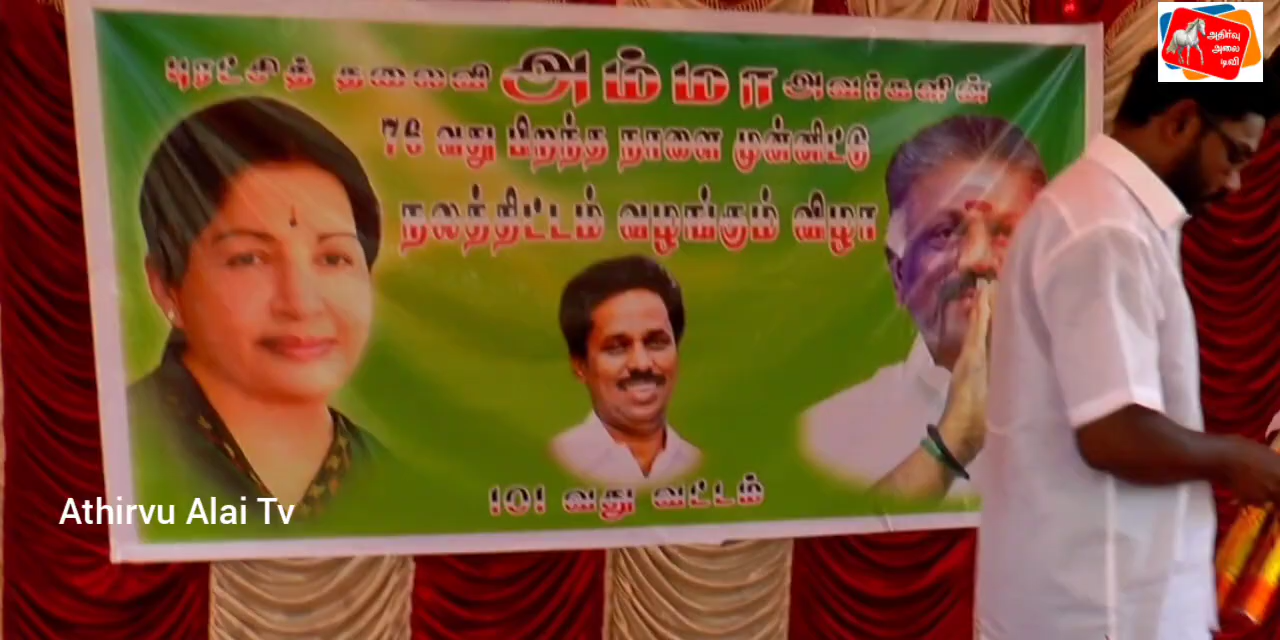 புரட்சித் தலைவி அம்மா அவர்களின்
76 வது பிறந்த நாளை முன்னிட்டு
நலத்திட்டம் வழங்கும் விழா
101 வது வட்டம்
Athirvu Alai Tv
அதிர்வு
அலை
டிவி